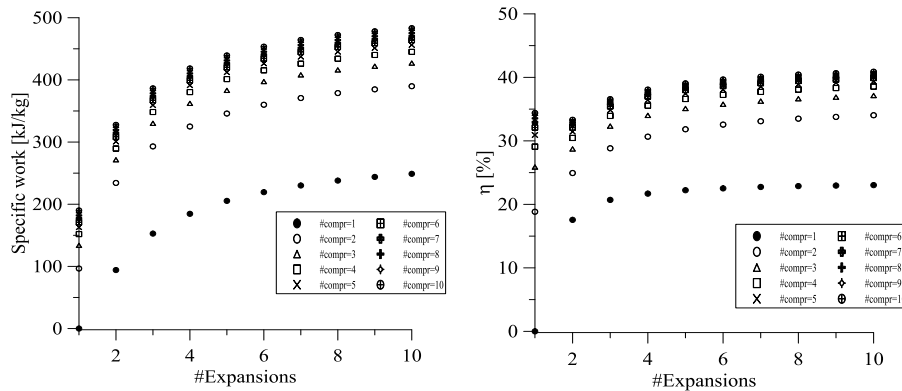 500
400
300
200
100
0
Specific work [kJ/kg]
2 4 6 8 10
#Expansions
#compr=1 #compr=6
#compr=2 #compr=7
#compr=3 #compr=8
#compr=4 #compr=9
#compr=5 #compr=10
50
40
30
20
10
0
η [%]
2 4 6 8 10
#Expansions
#compr=1 #compr=6
#compr=2 #compr=7
#compr=3 #compr=8
#compr=4 #compr=9
#compr=5 #compr=1